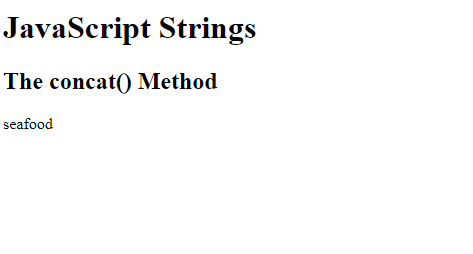 JavaScript Strings
The concat() Method
seafood